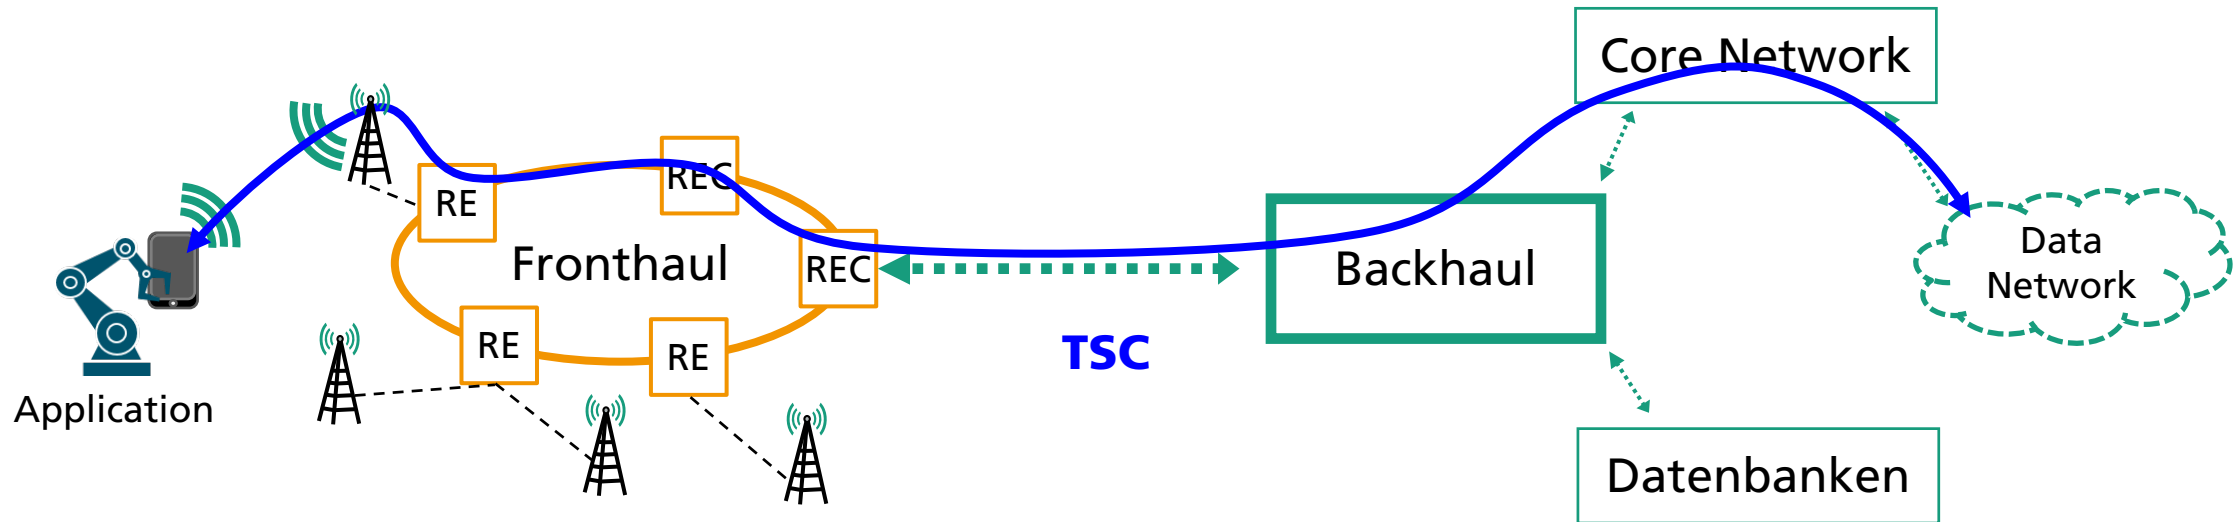 Core Network
REC
RE
Fronthaul
REC
Backhaul
Data
Network
RE
RE
TSC
Application
Datenbanken